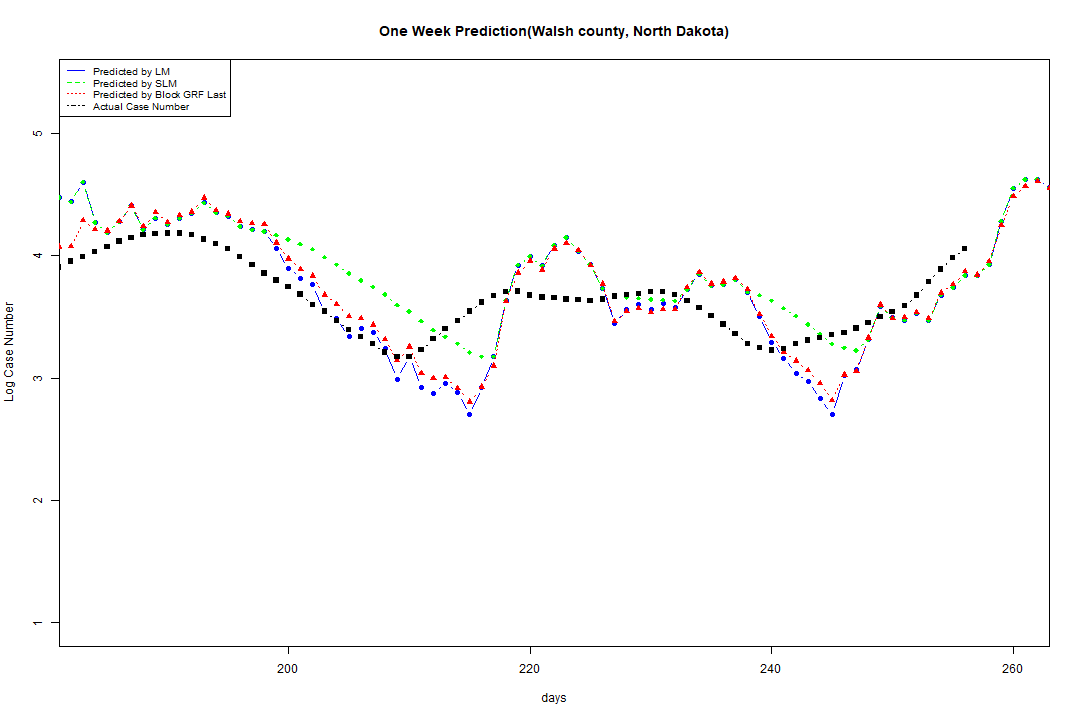 One Week Prediction(Walsh county, North Dakota)
Predicted by LM
Predicted by SLM
Predicted by Block GRF Last
Actual Case Number
5
4
3
2
1
Log Case Number
200 220 240 260
days